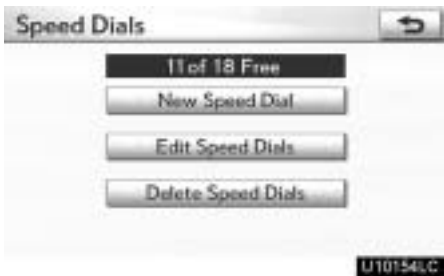 Speed Dials
11 of 18 Free
New Speed Dial
Edit Speed Dials
Delete Speed Dials
U10154LC